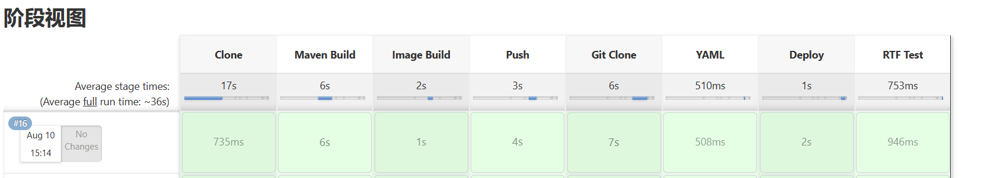 阶段视图
Clone Maven Build Image Build Push Git Clone YAML Deploy RTF Test
Average stage times: 17s 6s 2s 3s 6s 510ms 1s 753ms
(Average full run time: ~36s)
#16
Aug 10 No
Changes
15:14
735ms 6s 1s 4s 7s 508ms 2s 946ms